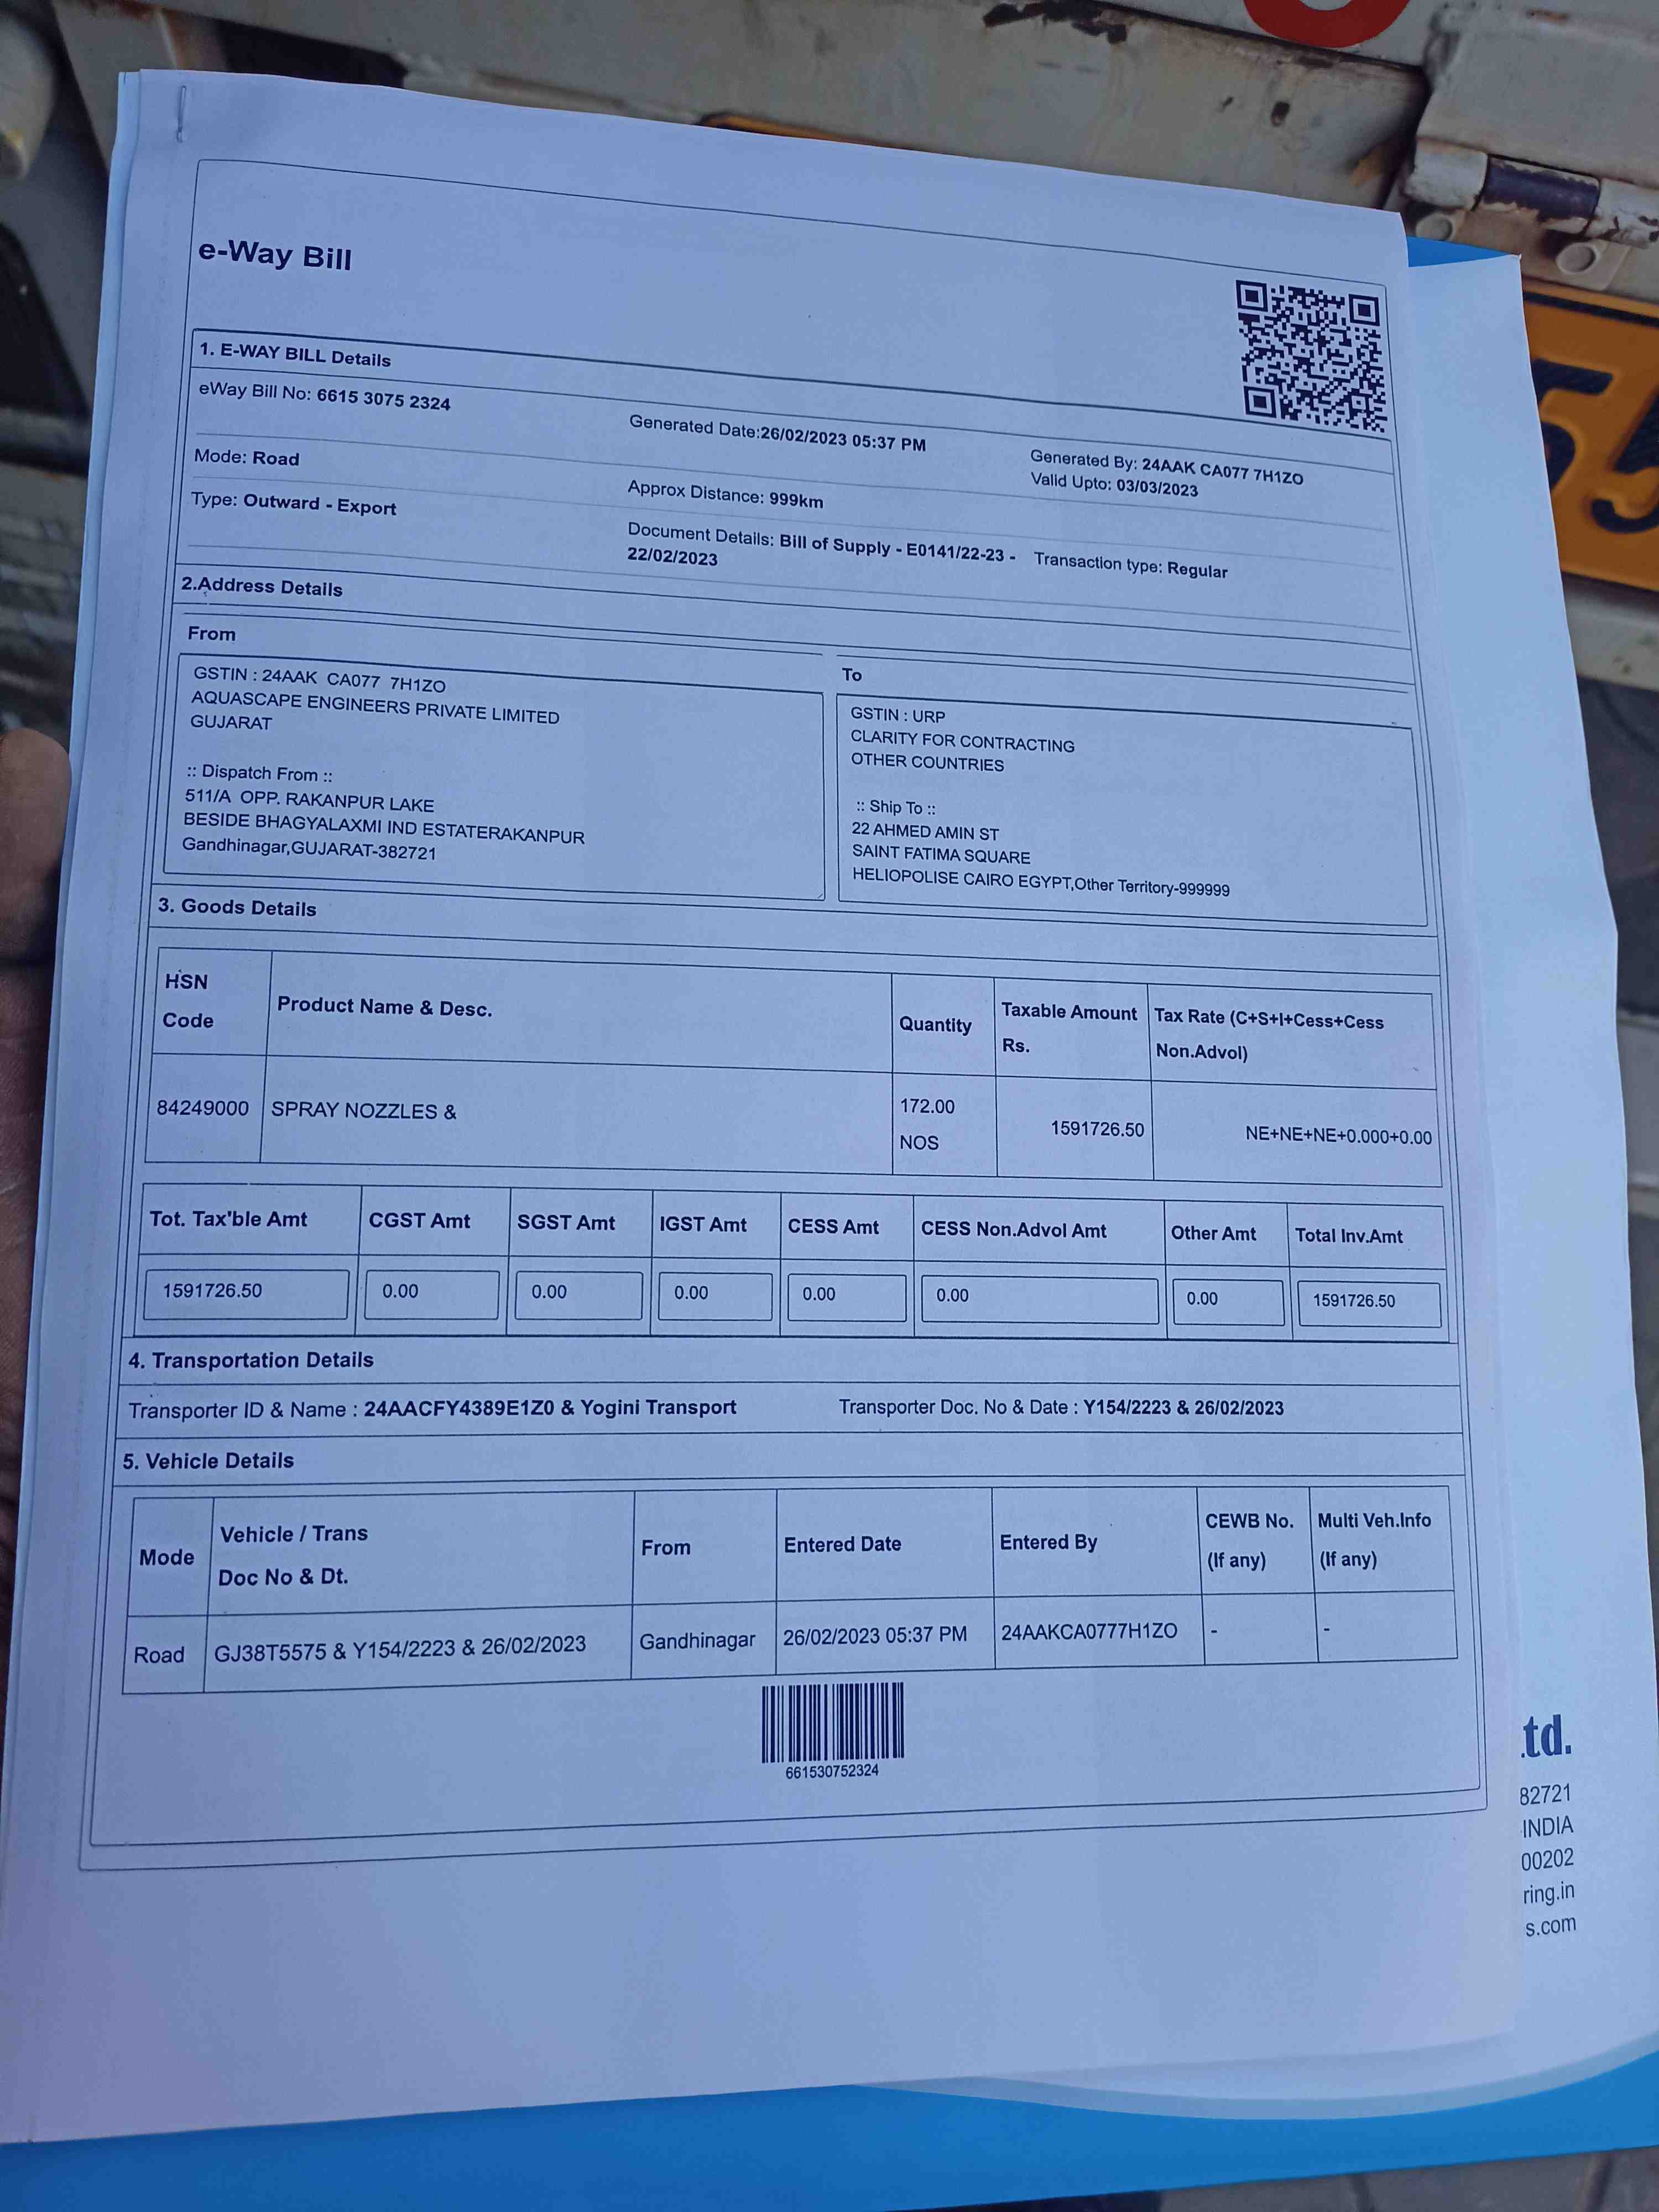 e-Way Bill
1. E-WAY BILL Details
eWay Bill No: 6615 3075 2324
Generated Date:26/02/2023 05:37 PM
Generated By: 24AAK CA077 7H1ZO
Valid Upto: 03/03/2023
Mode: Road
Approx Distance: 999km
Type: Outward - Export
Document Details: Bill of Supply - E0141/22-23 -
22/02/2023
Transaction type: Regular
2.Address Details
From
GSTIN : 24AAK CA077 7H1ZO
AQUASCAPE ENGINEERS PRIVATE LIMITED
GUJARAT
:: Dispatch From ::
511/A OPP. RAKANPUR LAKE
BESIDE BHAGYALAXMI IND ESTATERAKANPUR
Gandhinagar,GUJARAT-382721
To
GSTIN : URP
CLARITY FOR CONTRACTING
OTHER COUNTRIES
:: Ship To ::
22 AHMED AMIN ST
SAINT FATIMA SQUARE
HELIOPOLISE CAIRO EGYPT,Other Territory-999999
3. Goods Details
HSN
Code
Product Name & Desc.
Quantity
Taxable Amount
Rs.
Tax Rate (C+S+I+Cess+Cess
Non.Advol)
84249000
SPRAY NOZZLES &
172.00
NOS
1591726.50
NE+NE+NE+0.000+0.00
Tot. Tax'ble Amt
CGST Amt
SGST Amt
IGST Amt
CESS Amt
CESS Non.Advol Amt
Other Amt
Total Inv.Amt
1591726.50
0.00
0.00
0.00
0.00
0.00
0.00
1591726.50
4. Transportation Details
Transporter ID & Name : 24AACFY4389E1Z0 & Yogini Transport
Transporter Doc. No & Date : Y154/2223 & 26/02/2023
5. Vehicle Details
Mode
Vehicle / Trans
Doc No & Dt.
From
Entered Date
Entered By
CEWB No.
(If any)
Multi Veh.Info
(If any)
Road
GJ38T5575 & Y154/2223 & 26/02/2023
Gandhinagar
26/02/2023 05:37 PM
24AAKCA0777H1ZO
-
-
661530752324
td.
82721
INDIA
00202
ring.in
s.com
55